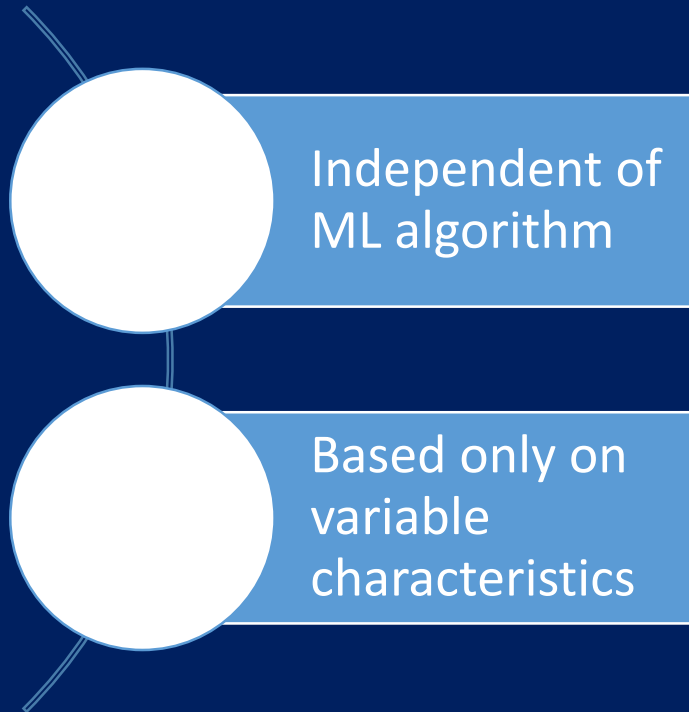 Independent of
ML algorithm
Based only on
variable
characteristics